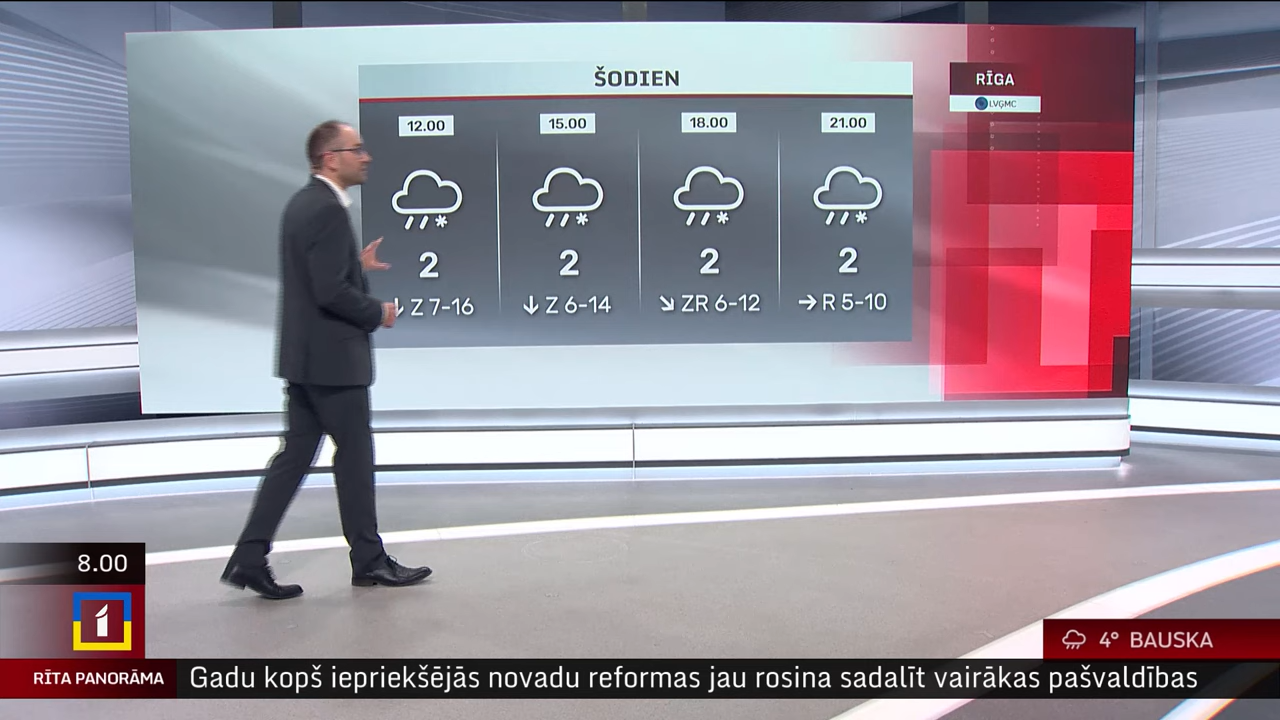 ŠODIEN
RĪGA
LVĢMC
12.00
15.00
18.00
21.00
2
2
2
2
Z 7-16
Z 6-14
ZR 6-12
R 5-10
8.00
1
4° BAUSKA
RĪTA PANORĀMA
Gadu kopš iepriekšējās novadu reformas jau rosina sadalīt vairākas pašvaldības